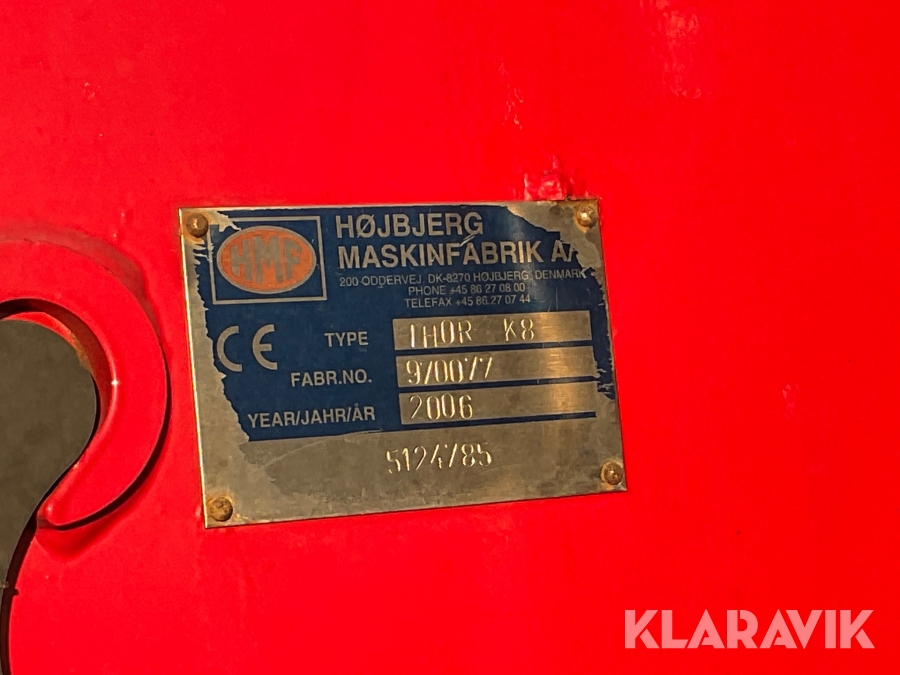 HMF
HØJBJERG
MASKINFABRIK A/
200 ODDERVEJ, DK-8270 HØJBJERG, DENMARK
PHONE +45 86 27 08 00
TELEFAX +45 86 27 07 44
CE
TYPE THOR K8
FABR.NO. 970077
YEAR/JAHR/ÅR 2006
5124785
KLARAVIK